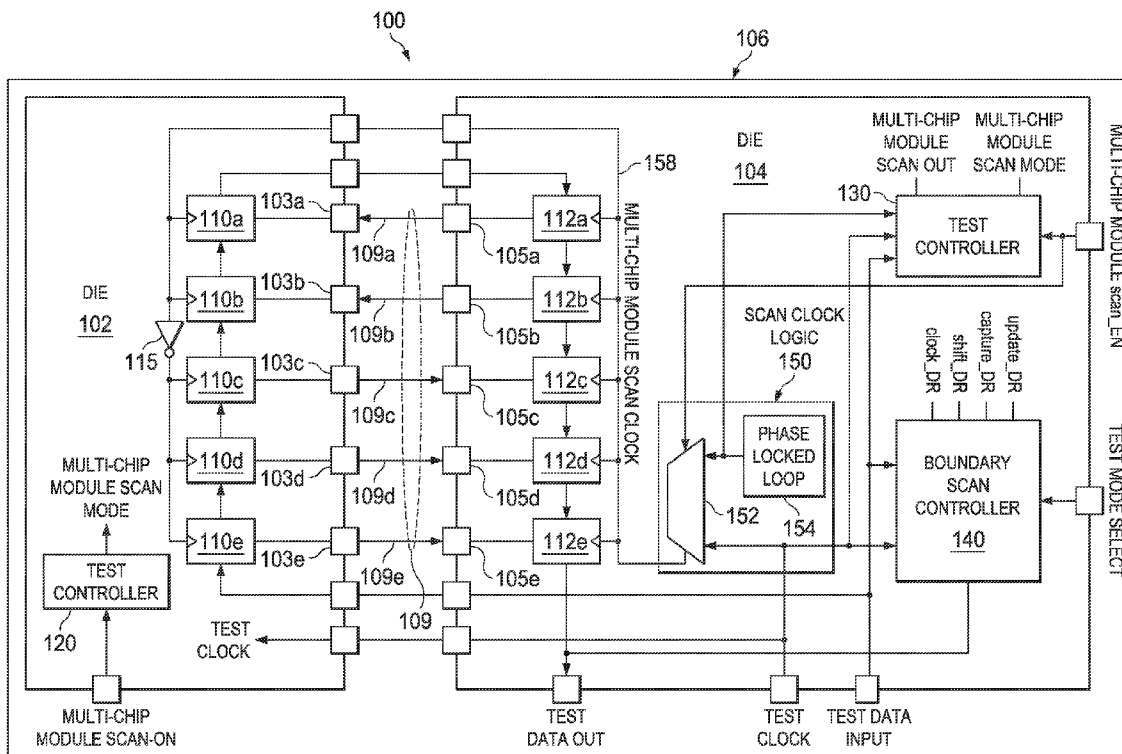 100
106
DIE
102
115
110a
110b
110c
110d
110e
103a
103b
103c
103d
103e
109a
109b
109c
109d
109e
109
105a
105b
105c
105d
105e
112a
112b
112c
112d
112e
158
MULTI-CHIP MODULE SCAN CLOCK
DIE
104
MULTI-CHIP
MODULE
SCAN OUT
MULTI-CHIP
MODULE
SCAN MODE
130
TEST
CONTROLLER
MULTI-CHIP MODULE scan_EN
SCAN CLOCK
LOGIC
150
PHASE
LOCKED
LOOP
152
154
clock_DR
shift_DR
capture_DR
update_DR
BOUNDARY
SCAN
CONTROLLER
140
TEST MODE SELECT
MULTI-CHIP
MODULE SCAN
MODE
TEST
CONTROLLER
120
TEST
CLOCK
MULTI-CHIP
MODULE SCAN-ON
TEST
DATA OUT
TEST
CLOCK
TEST DATA
INPUT